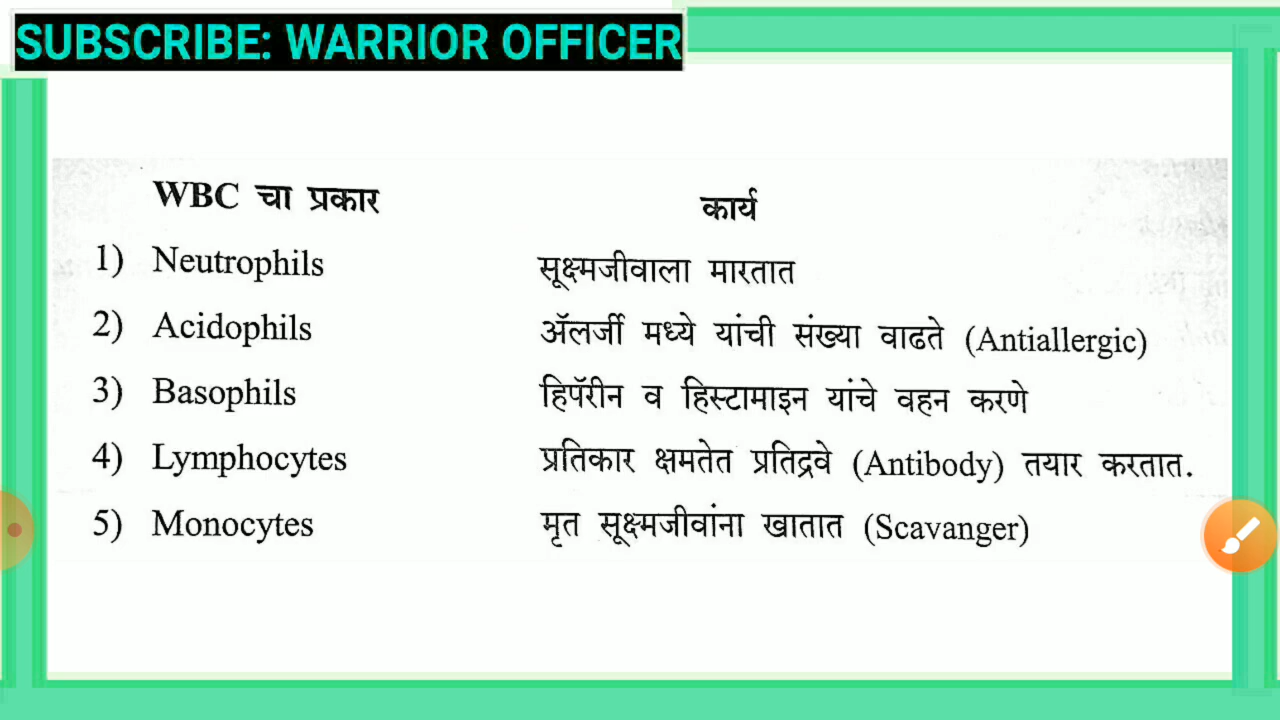 SUBSCRIBE: WARRIOR OFFICER
WBC चा प्रकार कार्य
1) Neutrophils सूक्ष्मजीवाला मारतात
2) Acidophils ॲलर्जी मध्ये यांची संख्या वाढते (Antiallergic)
3) Basophils हिपॅरीन व हिस्टामाइन यांचे वहन करणे
4) Lymphocytes प्रतिकार क्षमतेत प्रतिद्रवे (Antibody) तयार करतात.
5) Monocytes मृत सूक्ष्मजीवांना खातात (Scavanger)